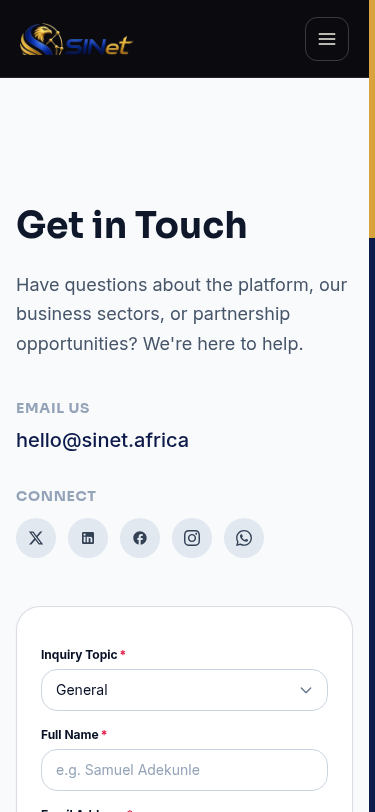 SINet
Get in Touch
Have questions about the platform, our
business sectors, or partnership
opportunities? We're here to help.
EMAIL US
hello@sinet.africa
CONNECT
Inquiry Topic *
General
Full Name *
e.g. Samuel Adekunle